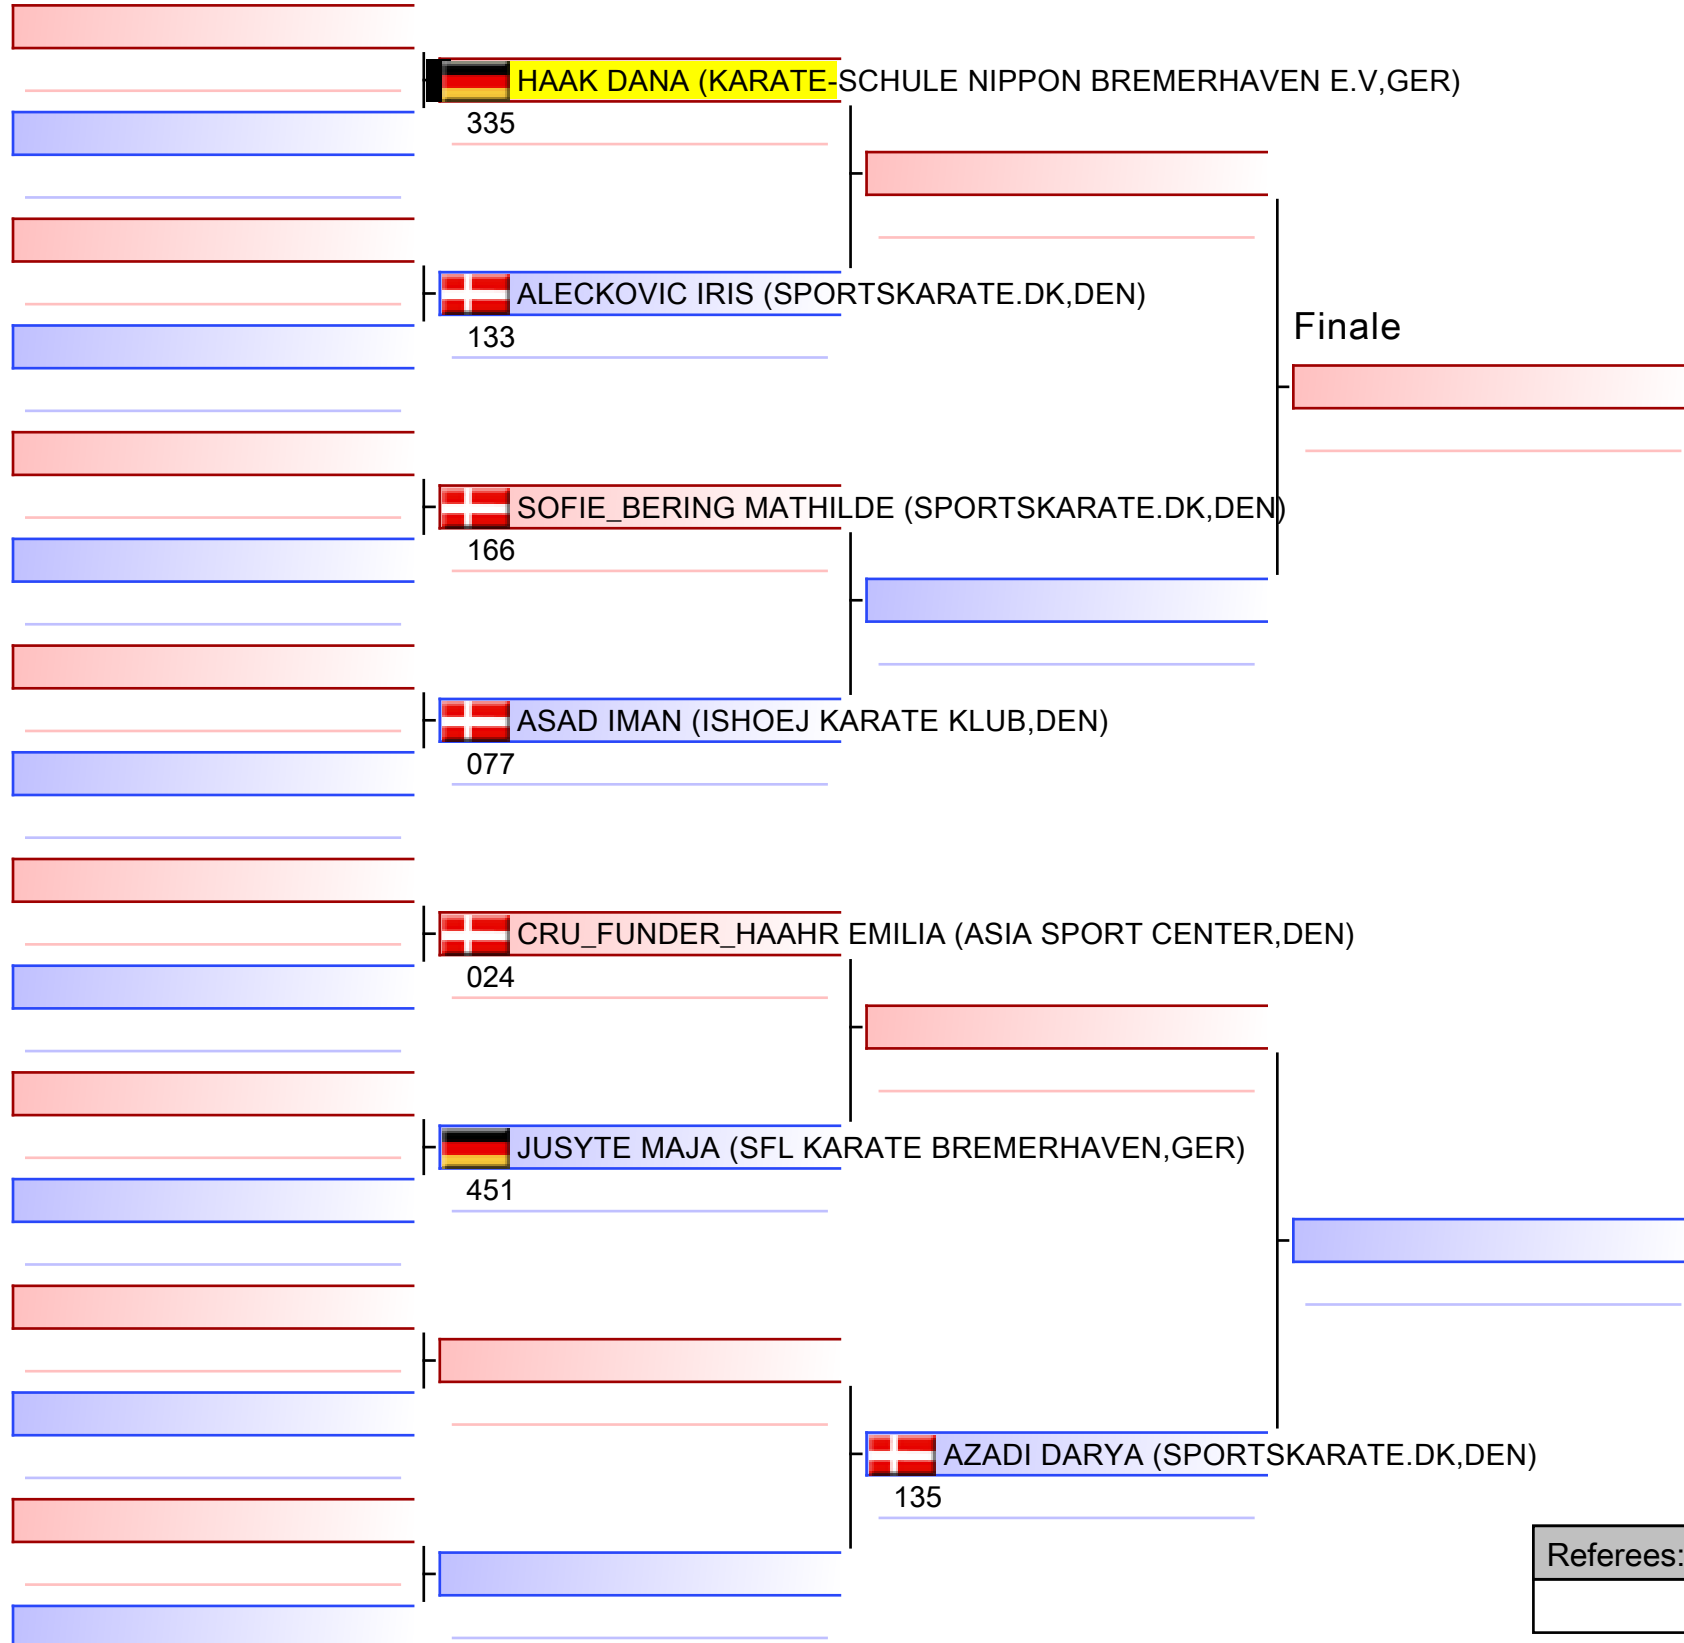 HAAK DANA (KARATE-SCHULE NIPPON BREMERHAVEN E.V,GER)
335
ALECKOVIC IRIS (SPORTSKARATE.DK,DEN)
133
Finale
SOFIE_BERING MATHILDE (SPORTSKARATE.DK,DEN)
166
ASAD IMAN (ISHOEJ KARATE KLUB,DEN)
077
CRU_FUNDER_HAAHR EMILIA (ASIA SPORT CENTER,DEN)
024
JUSYTE MAJA (SFL KARATE BREMERHAVEN,GER)
451
AZADI DARYA (SPORTSKARATE.DK,DEN)
135
Referees: